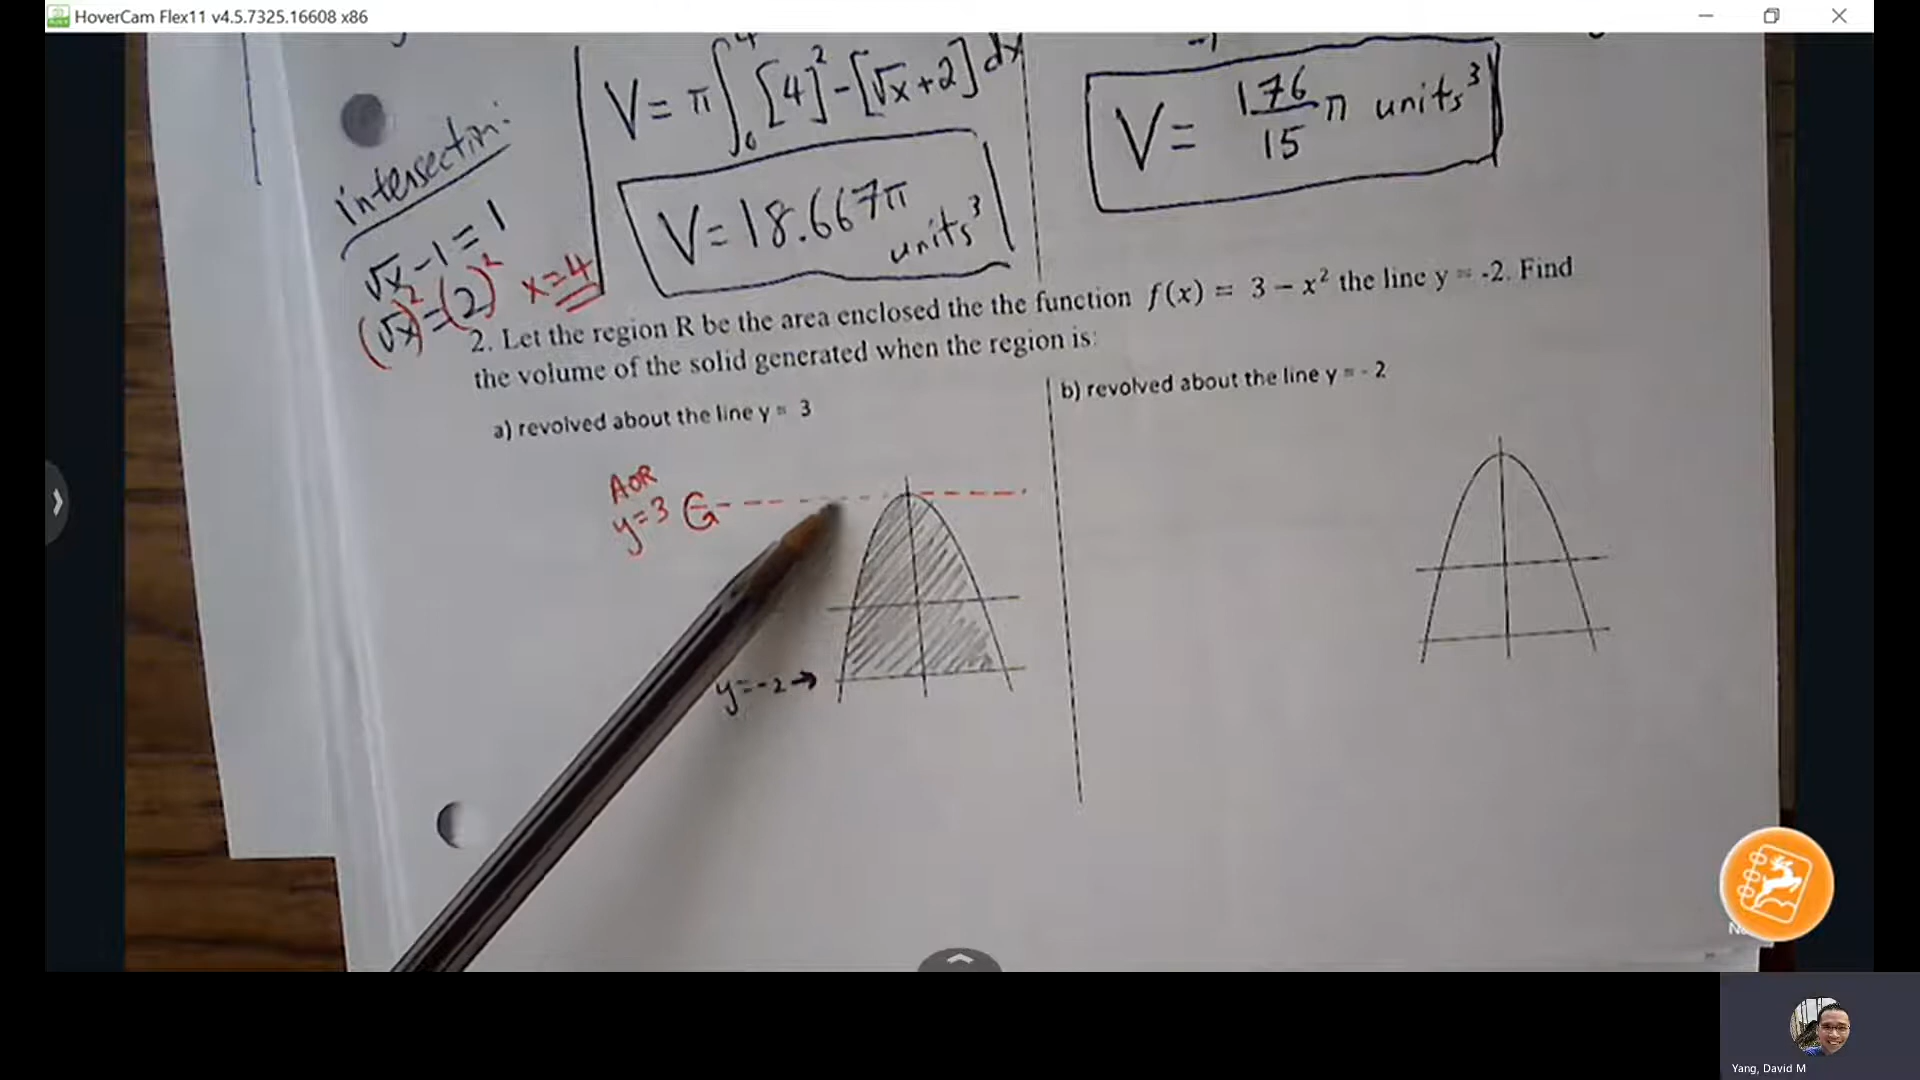 HoverCam Flex11 v4.5.7325.16608 x86
V = π∫₀⁴ [4]² - [√x + 2] dx
V = 18.667π units³
V = 176/15 π units³
-1
intersection:
√x - 1 = 1
(√x)² = (2)² x = 4
2. Let the region R be the area enclosed the the function f(x) = 3 − x² the line y = -2. Find
the volume of the solid generated when the region is:
a) revolved about the line y = 3
b) revolved about the line y = - 2
AOR
y=3
y=-2→
Yang, David M